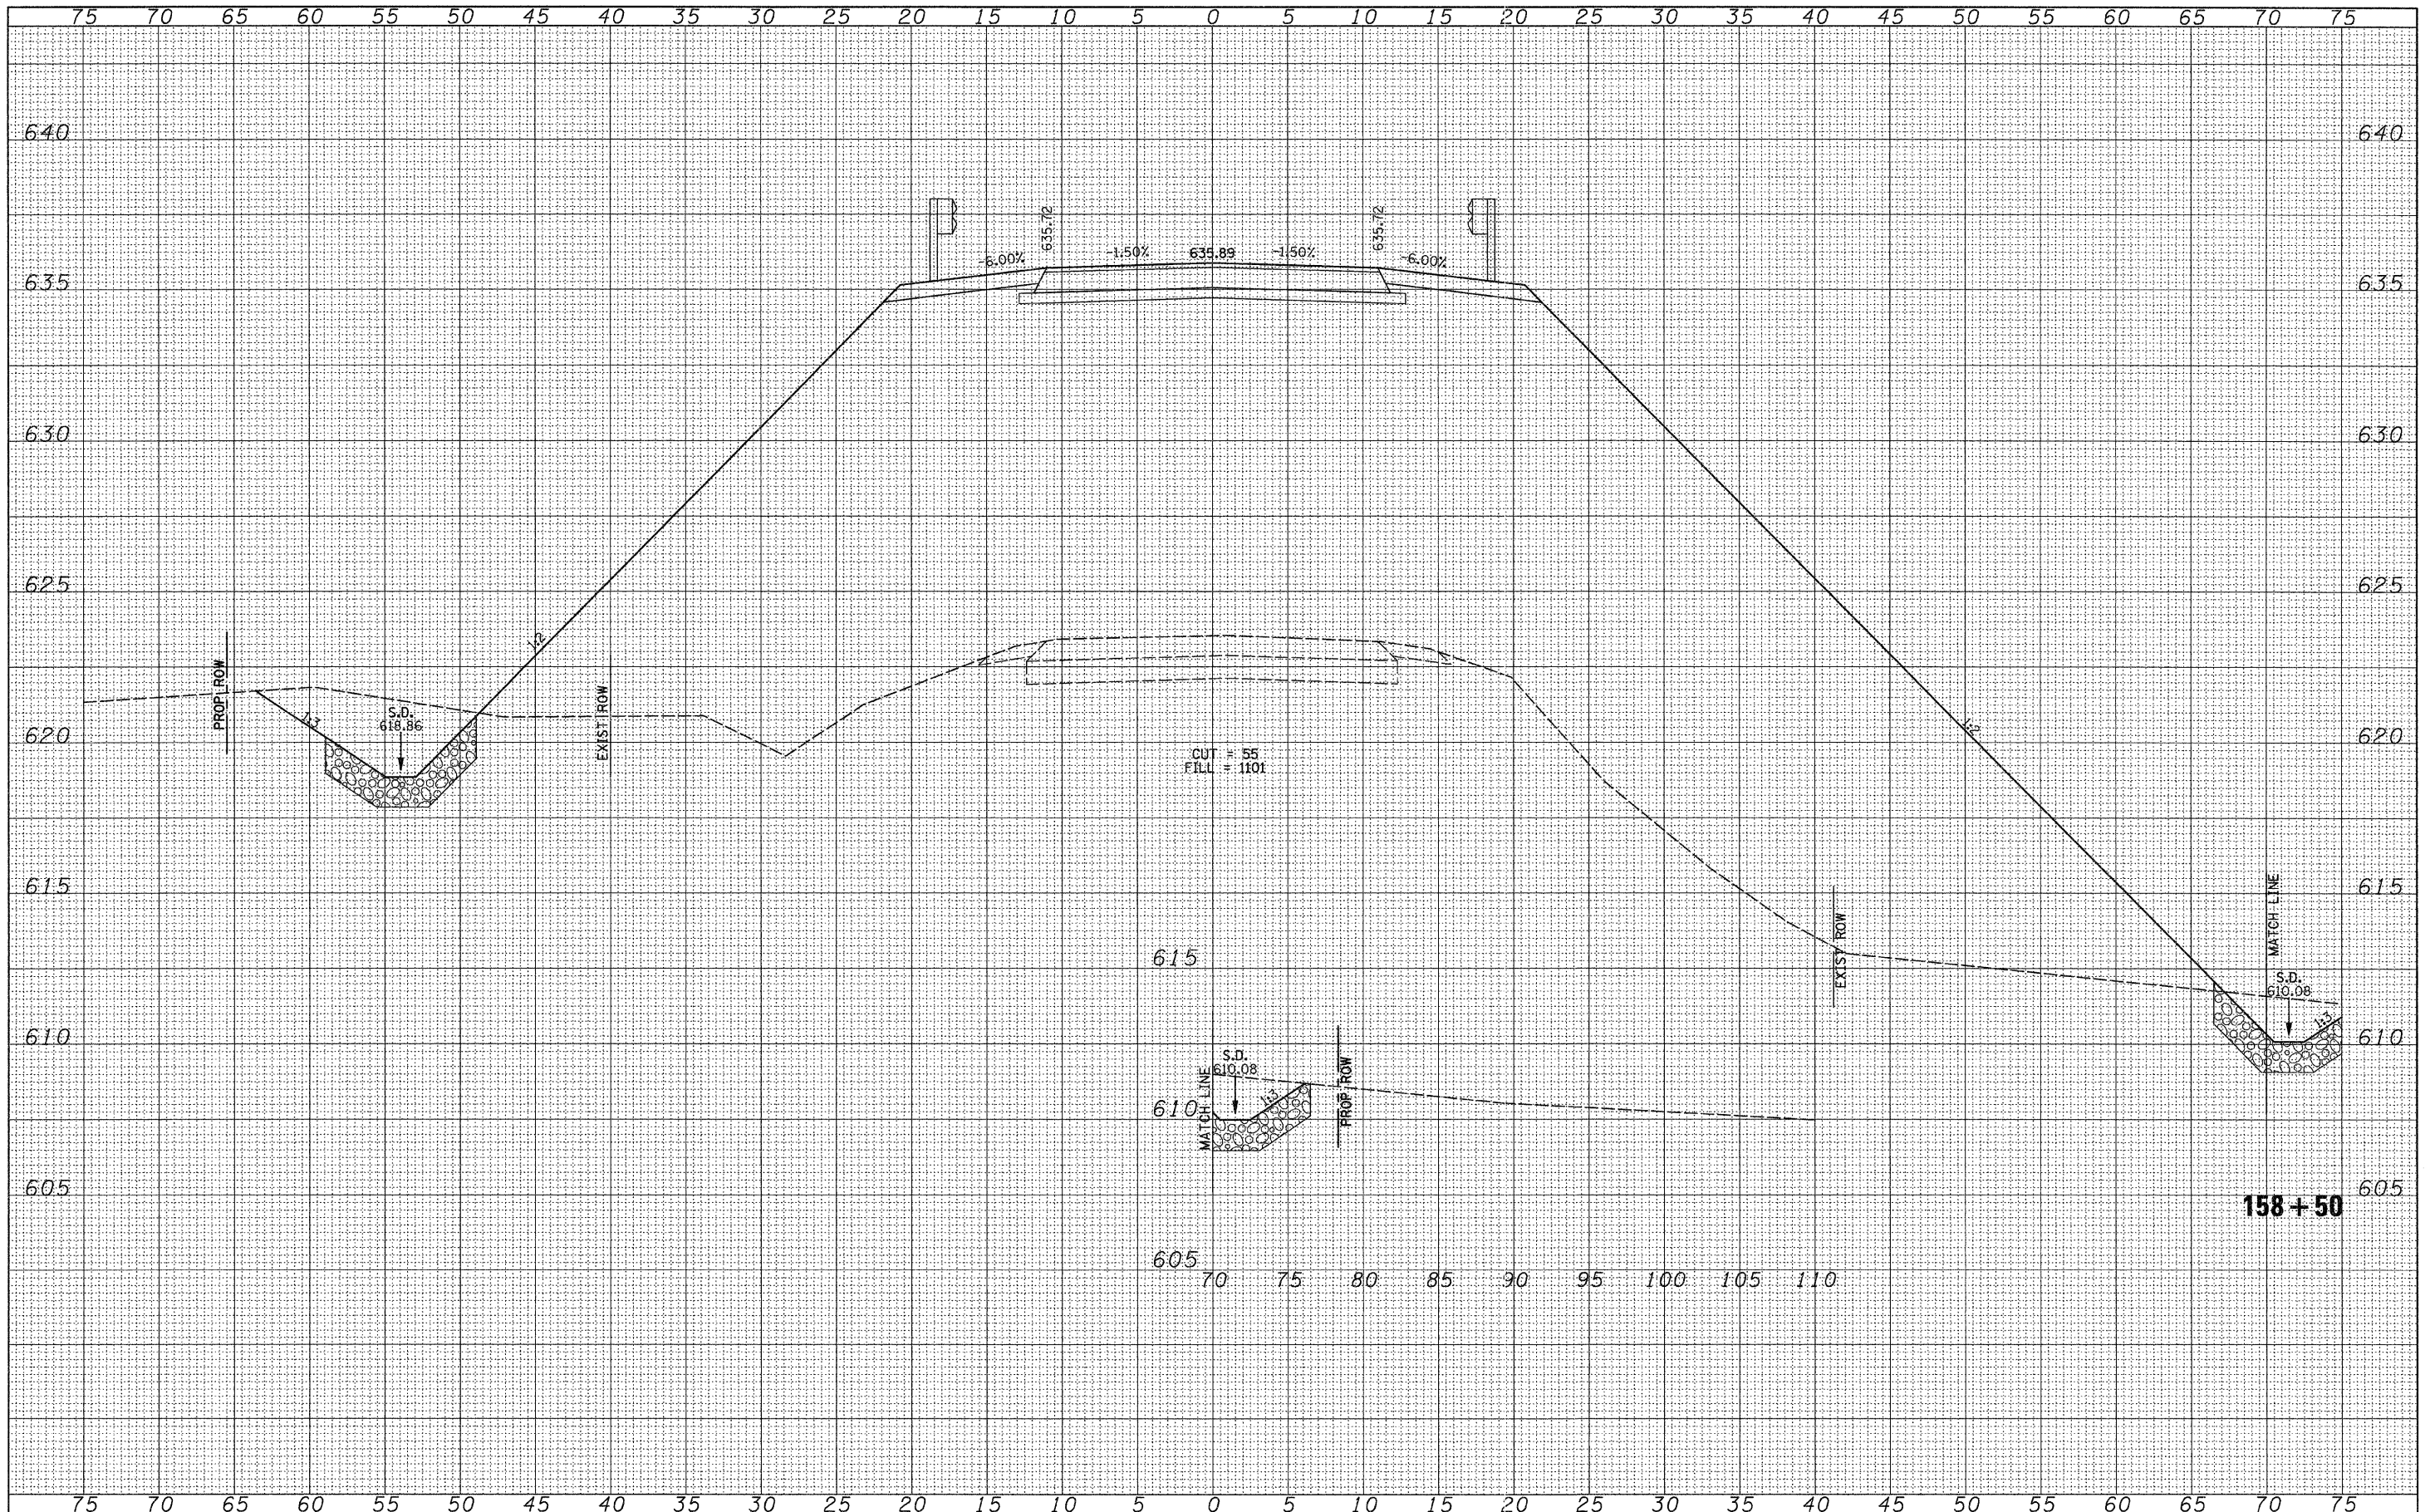 75 70 65 60 55 50 45 40 35 30 25 20 15 10 5 0 5 10 15 20 25 30 35 40 45 50 55 60 65 70 75
640 640
635.72 635.72
-6.00% -1.50% 635.89 -1.50% -6.00%
635 635
630 630
625 625
1:2
PROP ROW
EXIST ROW
1:3
S.D.
618.86
1:2
620 620
CUT = 55
FILL = 1101
615 615
MATCH LINE
EXIST ROW
615
S.D.
610.08
1:3
610 610
S.D.
610.08
MATCH LINE
1:3
PROP ROW
610
605 605
158+50
605
70 75 80 85 90 95 100 105 110
75 70 65 60 55 50 45 40 35 30 25 20 15 10 5 0 5 10 15 20 25 30 35 40 45 50 55 60 65 70 75